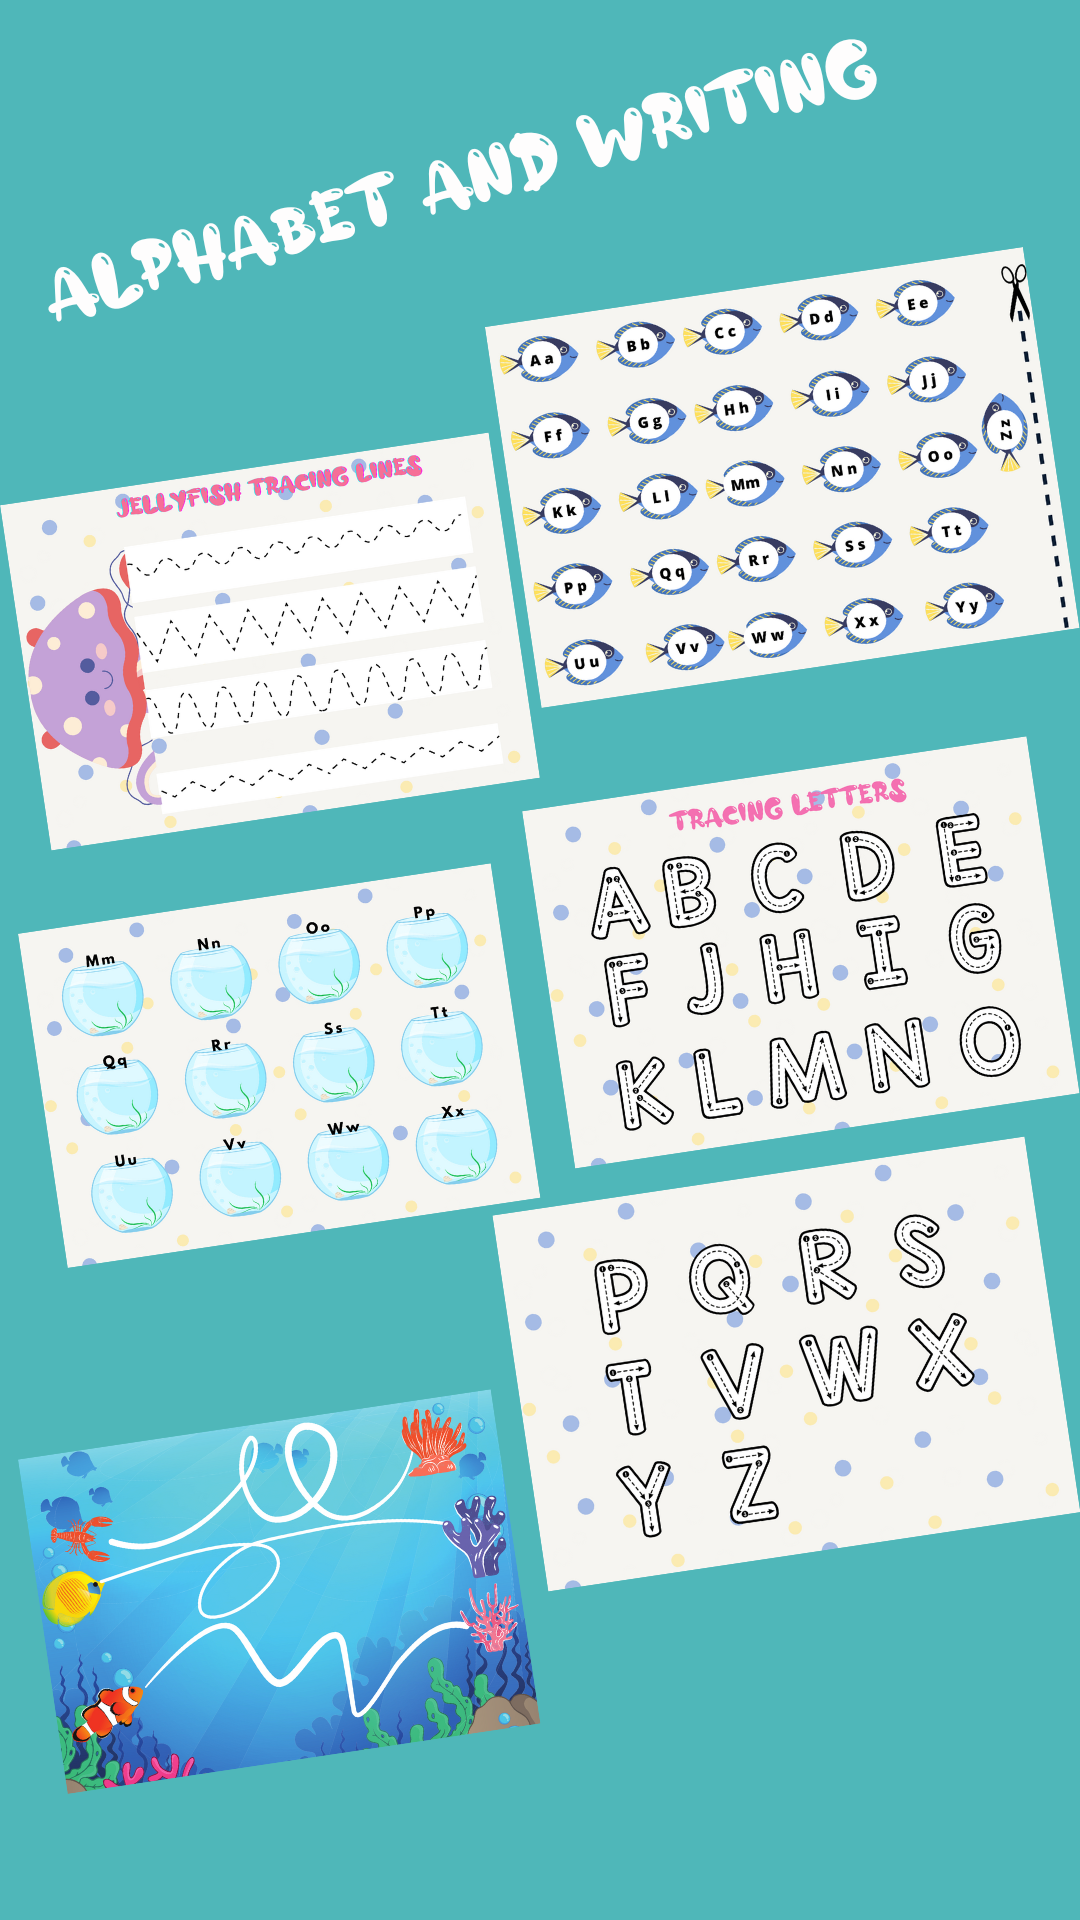 ALPHABET AND WRITING
Aa Bb Cc Dd Ee
Ff Gg Hh Ii Jj
Kk Ll Mm Nn Oo
Zz
Pp Qq Rr Ss Tt
Uu Vv Ww Xx Yy
JELLYFISH TRACING LINES
TRACING LETTERS
A B C D E
F J H I G
K L M N O
Mm Nn Oo Pp
Qq Rr Ss Tt
Uu Vv Ww Xx
P Q R S
T V W X
Y Z